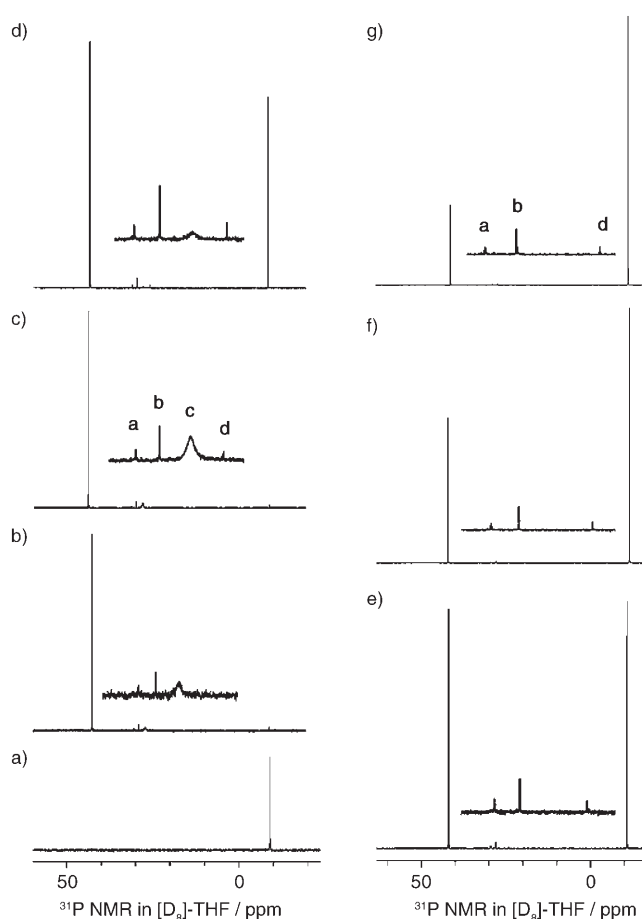 d)
c)
a b c d
b)
a)
50 0
³¹P NMR in [D₈]-THF / ppm
g)
a b d
f)
e)
50 0
³¹P NMR in [D₈]-THF / ppm